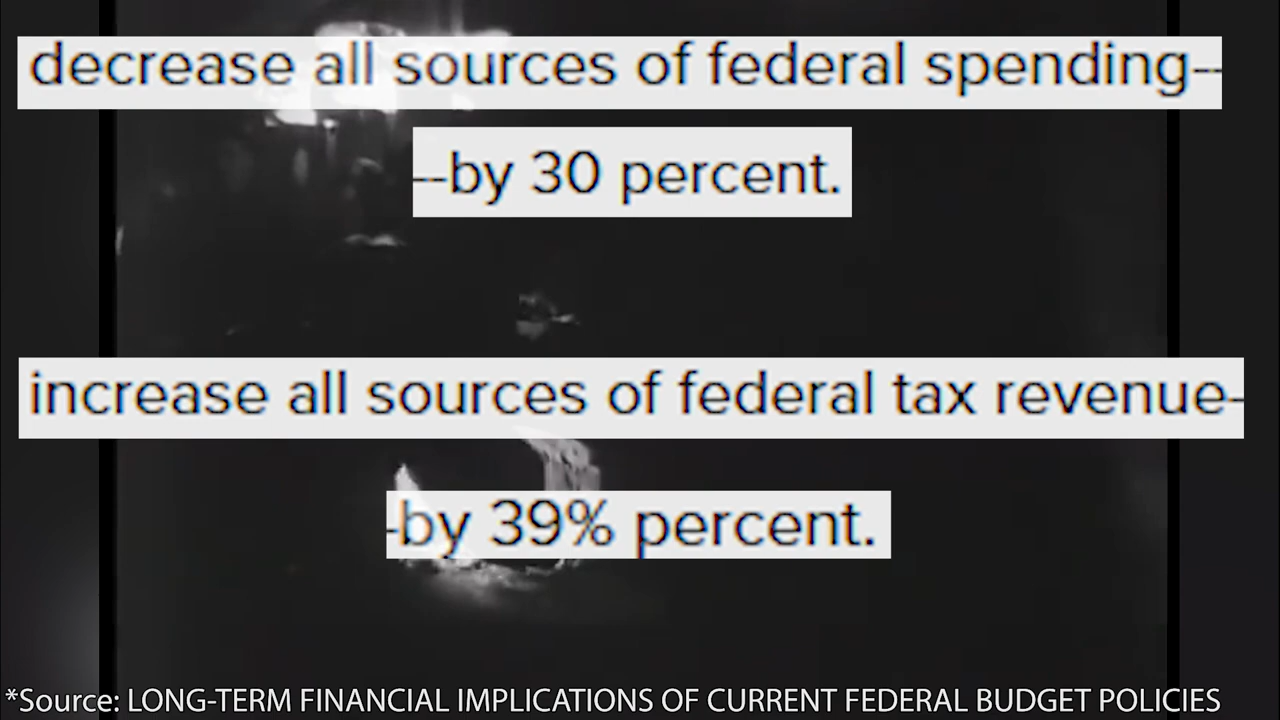 decrease all sources of federal spending--
--by 30 percent.
increase all sources of federal tax revenue-
-by 39% percent.
*Source: LONG-TERM FINANCIAL IMPLICATIONS OF CURRENT FEDERAL BUDGET POLICIES